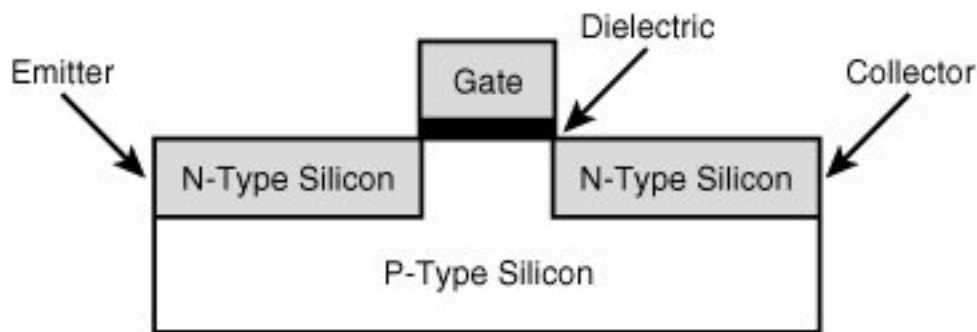 Dielectric
Emitter
Gate
Collector
N-Type Silicon
N-Type Silicon
P-Type Silicon